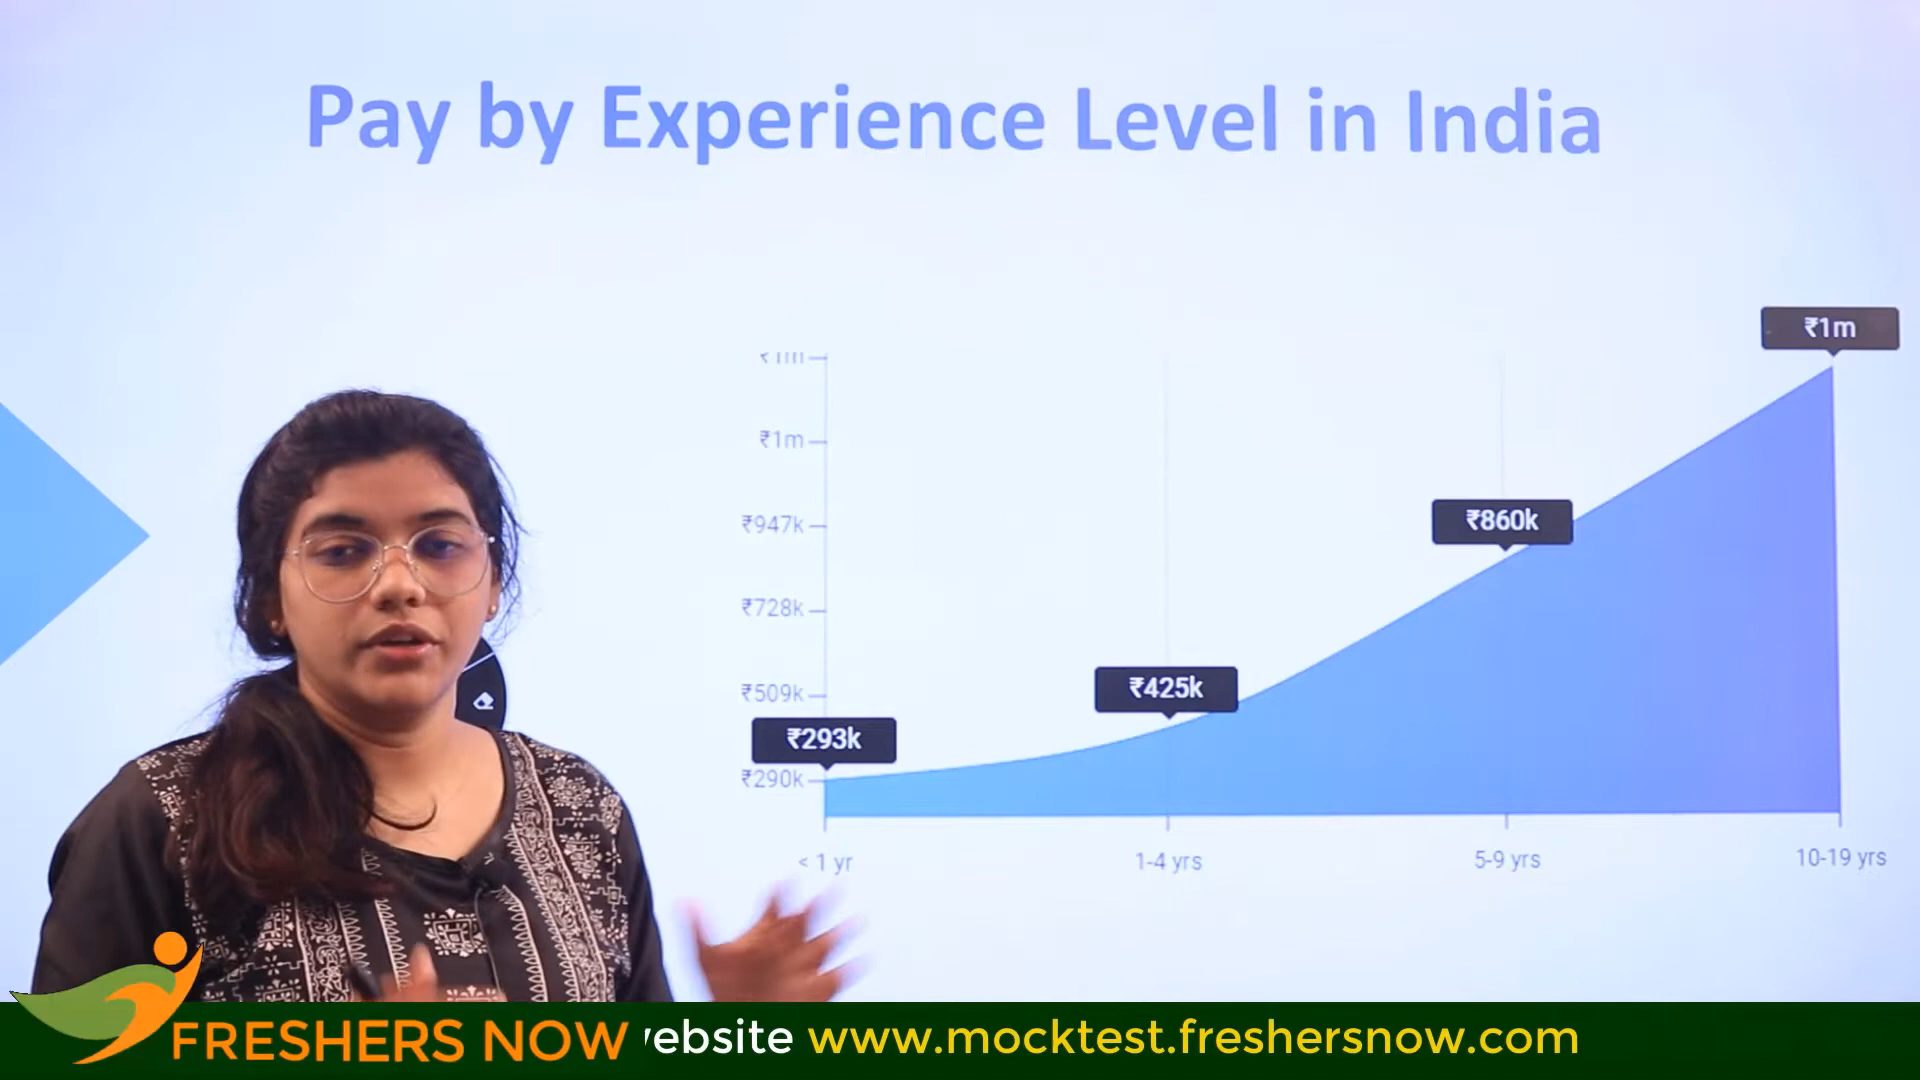 Pay by Experience Level in India
₹1m
₹1m
₹947k
₹860k
₹728k
₹425k
₹509k
₹293k
₹290k
< 1 yr
1-4 yrs
5-9 yrs
10-19 yrs
FRESHERS NOW
www.mocktest.freshersnow.com